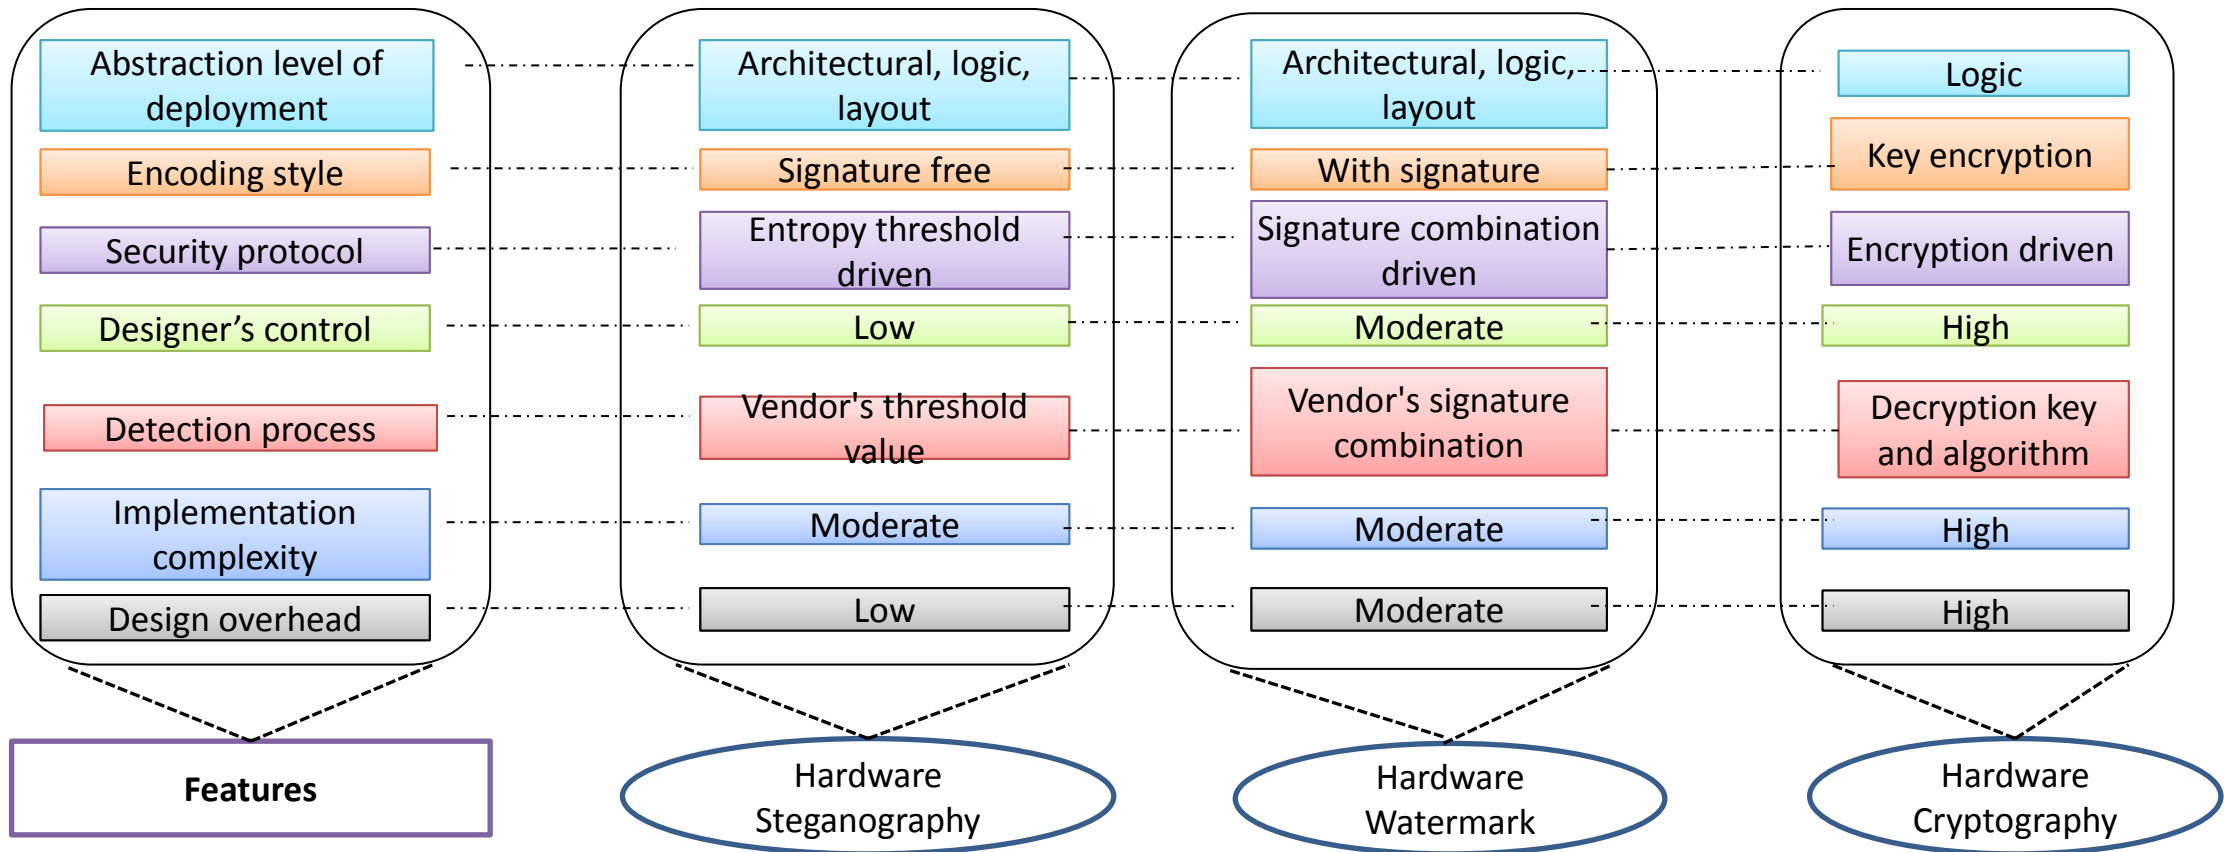 Abstraction level of
deployment
Encoding style
Security protocol
Designer’s control
Detection process
Implementation
complexity
Design overhead
Features
Architectural, logic,
layout
Signature free
Entropy threshold
driven
Low
Vendor's threshold
value
Moderate
Low
Hardware
Steganography
Architectural, logic,
layout
With signature
Signature combination
driven
Moderate
Vendor's signature
combination
Moderate
Moderate
Hardware
Watermark
Logic
Key encryption
Encryption driven
High
Decryption key
and algorithm
High
High
Hardware
Cryptography